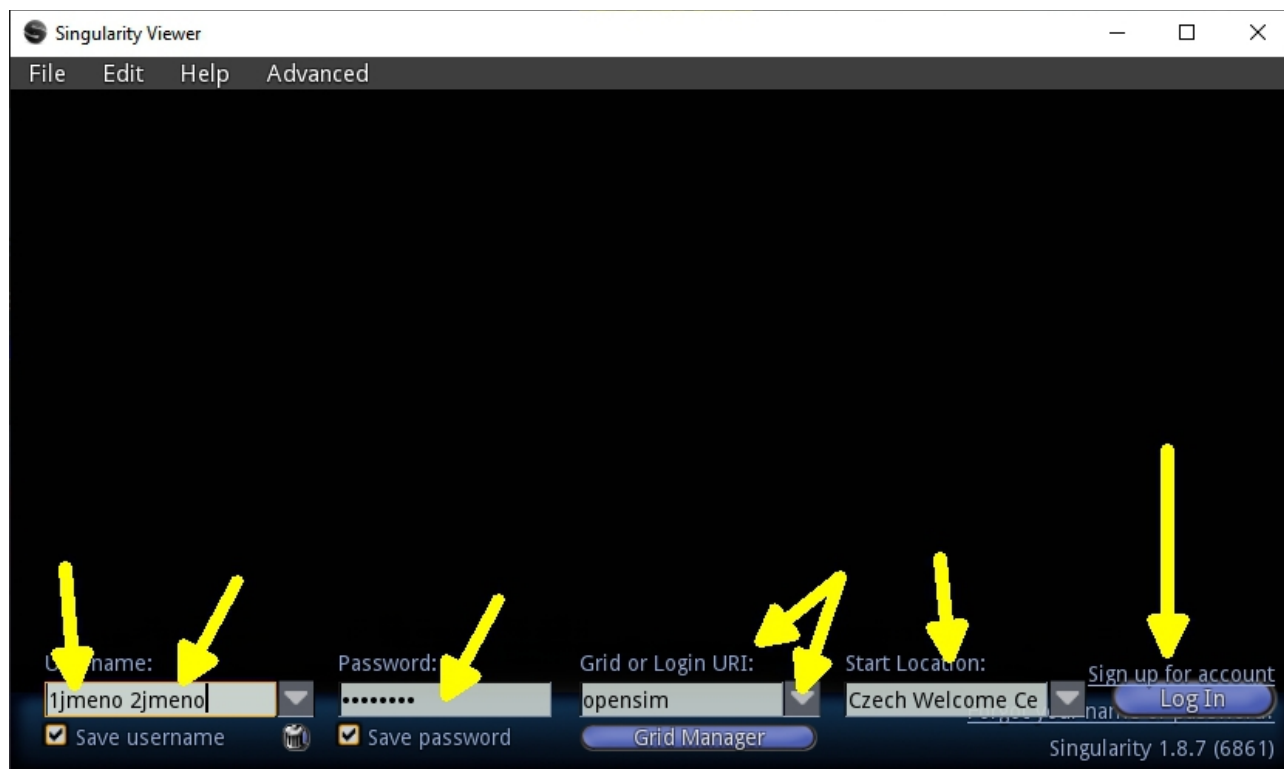 Singularity Viewer
File Edit Help Advanced
Password: Grid or Login URI: Start Location:
Sign up for account
1jmeno 2jmeno •••••••• opensim Czech Welcome Ce Log In
Save username Save password Grid Manager
Singularity 1.8.7 (6861)